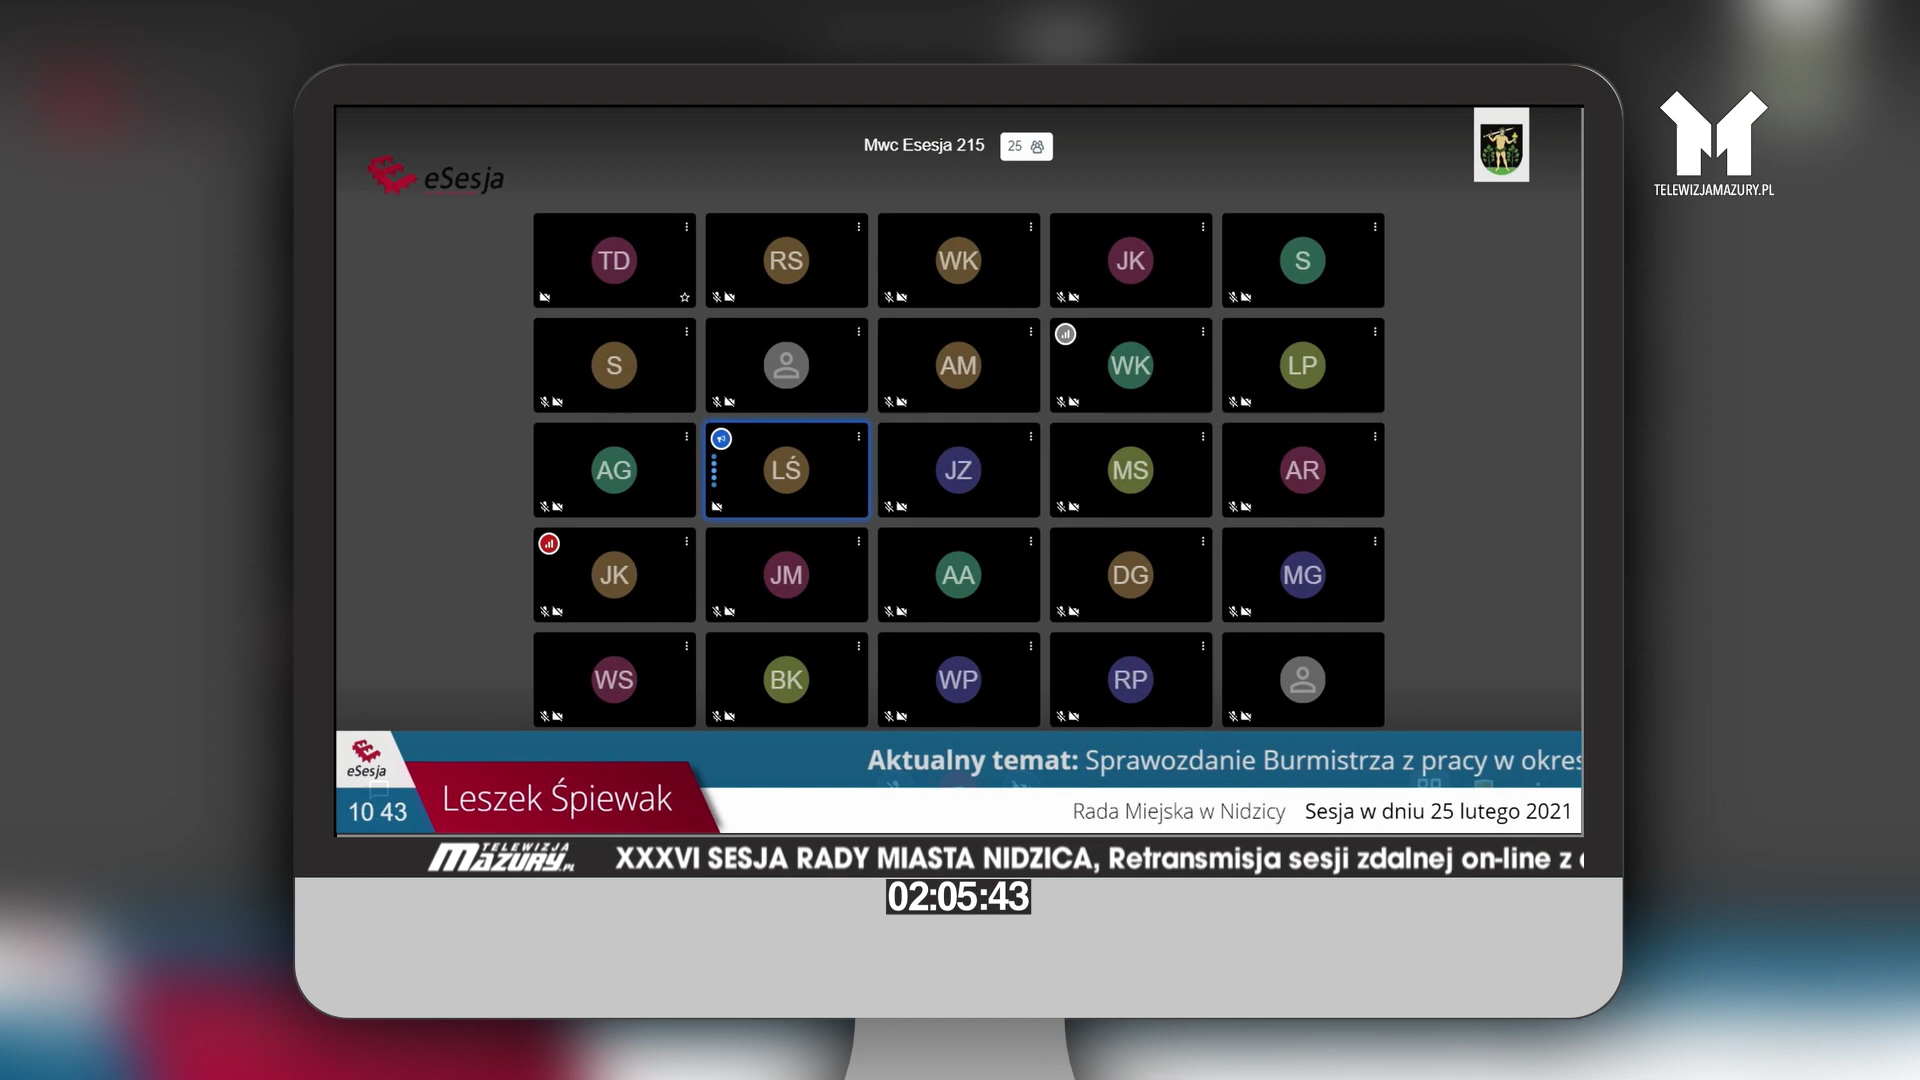 Mwc Esesja 215
25
eSesja
TELEWIZJAMAZURY.PL
TD
RS
WK
JK
S
S
AM
WK
LP
AG
LŚ
JZ
MS
AR
JK
JM
AA
DG
MG
WS
BK
WP
RP
eSesja
Aktualny temat: Sprawozdanie Burmistrza z pracy w okres
10 43
Leszek Śpiewak
Rada Miejska w Nidzicy Sesja w dniu 25 lutego 2021
TELEWIZJA
MAZURY.PL
XXXVI SESJA RADY MIASTA NIDZICA, Retransmisja sesji zdalnej on-line z
02:05:43